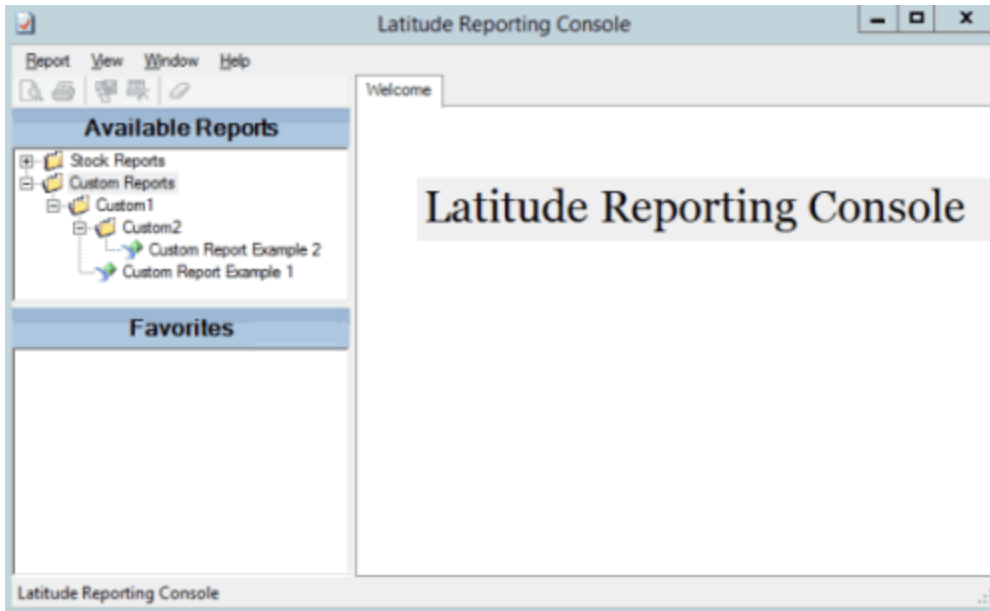 Latitude Reporting Console
Report View Window Help
Welcome
Available Reports
Stock Reports
Custom Reports
Custom1
Custom2
Custom Report Example 2
Custom Report Example 1
Latitude Reporting Console
Favorites
Latitude Reporting Console